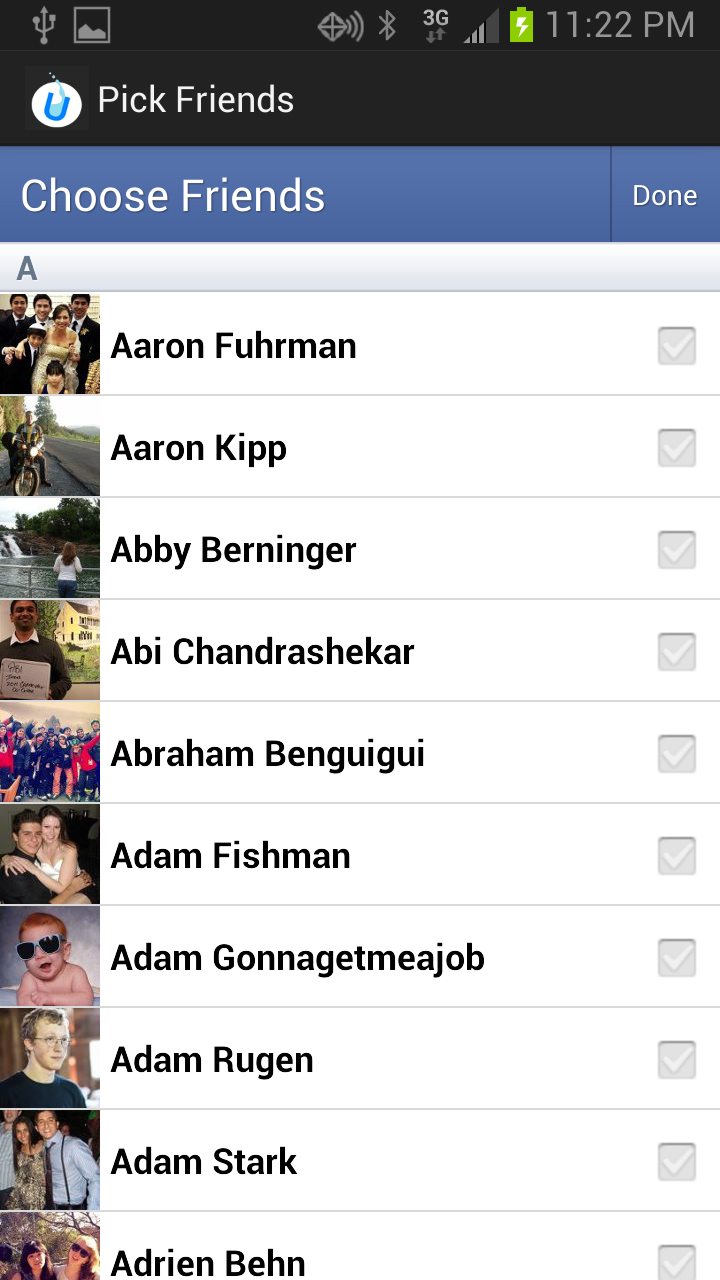 3G 11:22 PM
Pick Friends
Choose Friends Done
A
Aaron Fuhrman
Aaron Kipp
Abby Berninger
Abi Chandrashekar
Abraham Benguigui
Adam Fishman
Adam Gonnagetmeajob
Adam Rugen
Adam Stark
Adrien Behn